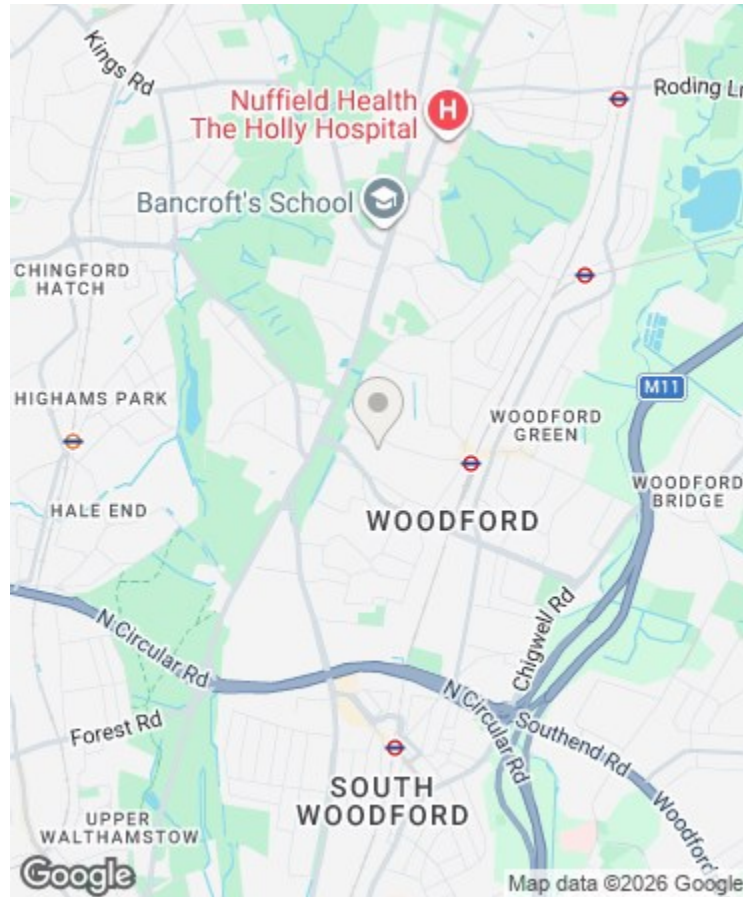 Kings Rd
Nuffield Health
The Holly Hospital
H
Roding Ln
Bancroft's School
CHINGFORD
HATCH
M11
HIGHAMS PARK
WOODFORD
GREEN
WOODFORD
BRIDGE
HALE END
WOODFORD
Chigwell Rd
N Circular Rd
N Circular Rd
Southend Rd
Woodford
Forest Rd
SOUTH
WOODFORD
UPPER
WALTHAMSTOW
Google
Map data ©2026 Google